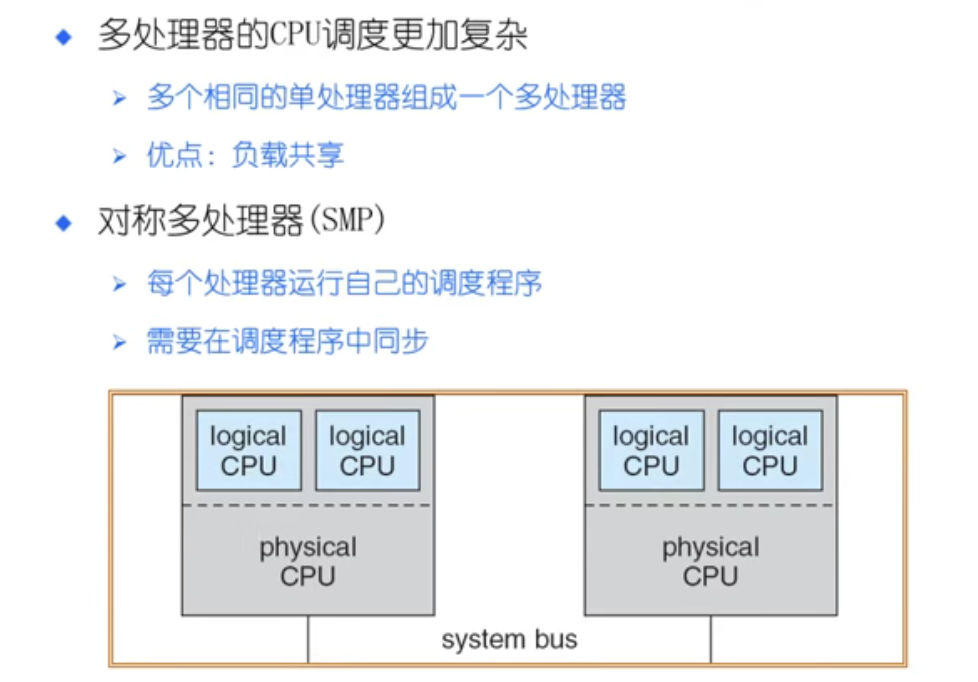 多处理器的CPU调度更加复杂
多个相同的单处理器组成一个多处理器
优点：负载共享
对称多处理器(SMP)
每个处理器运行自己的调度程序
需要在调度程序中同步
logical
CPU
logical
CPU
physical
CPU
logical
CPU
logical
CPU
physical
CPU
system bus